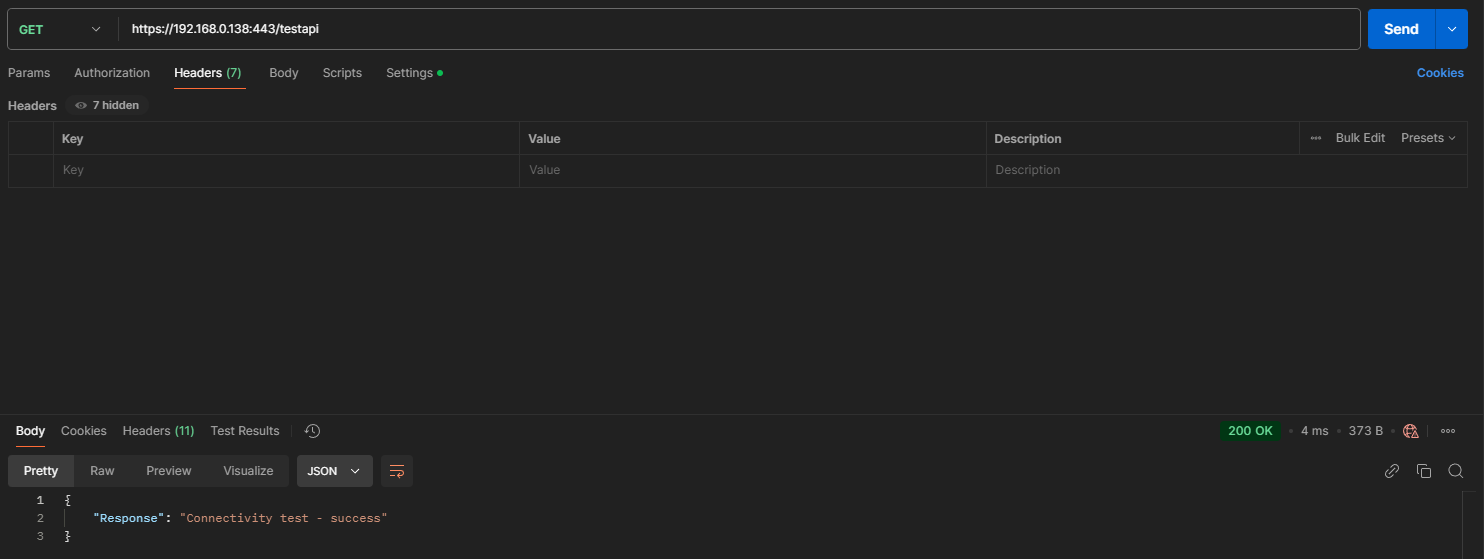 GET https://192.168.0.138:443/testapi Send
Params Authorization Headers (7) Body Scripts Settings Cookies
Headers 7 hidden
Key Value Description Bulk Edit Presets
Key Value Description
Body Cookies Headers (11) Test Results 200 OK 4 ms 373 B
Pretty Raw Preview Visualize JSON
1 {
2 "Response": "Connectivity test - success"
3 }